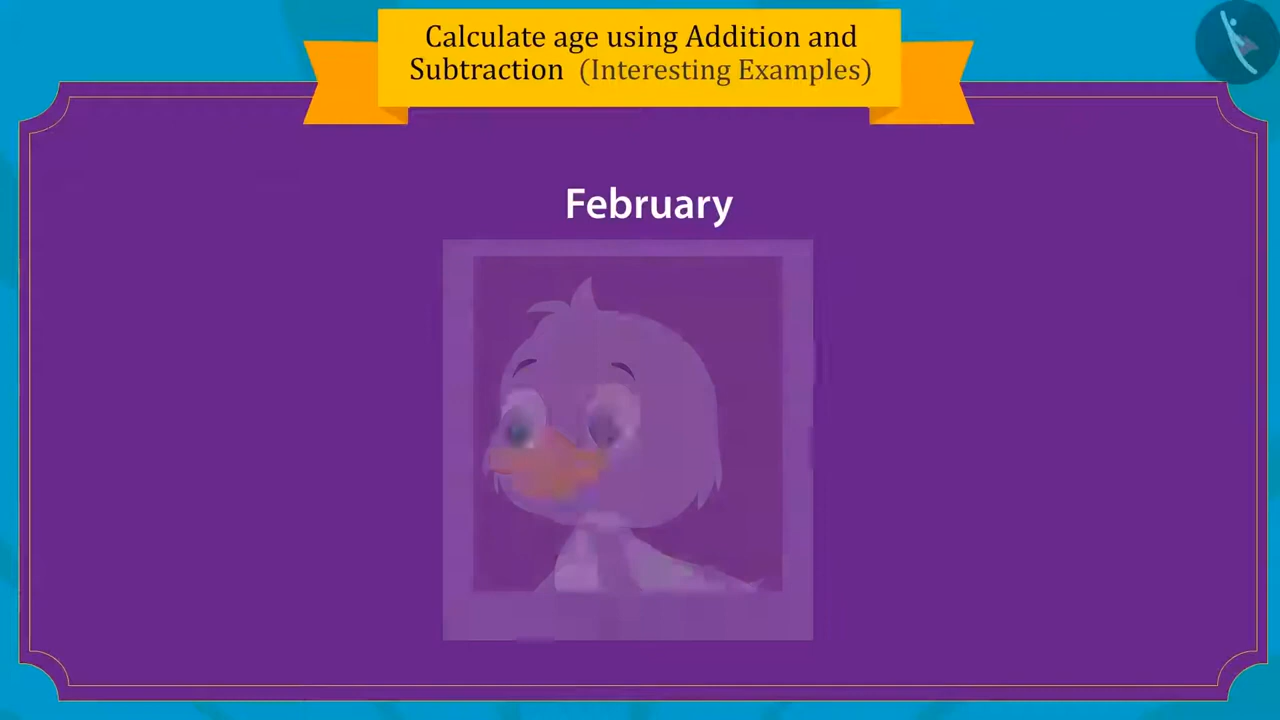 Calculate age using Addition and
Subtraction (Interesting Examples)
February